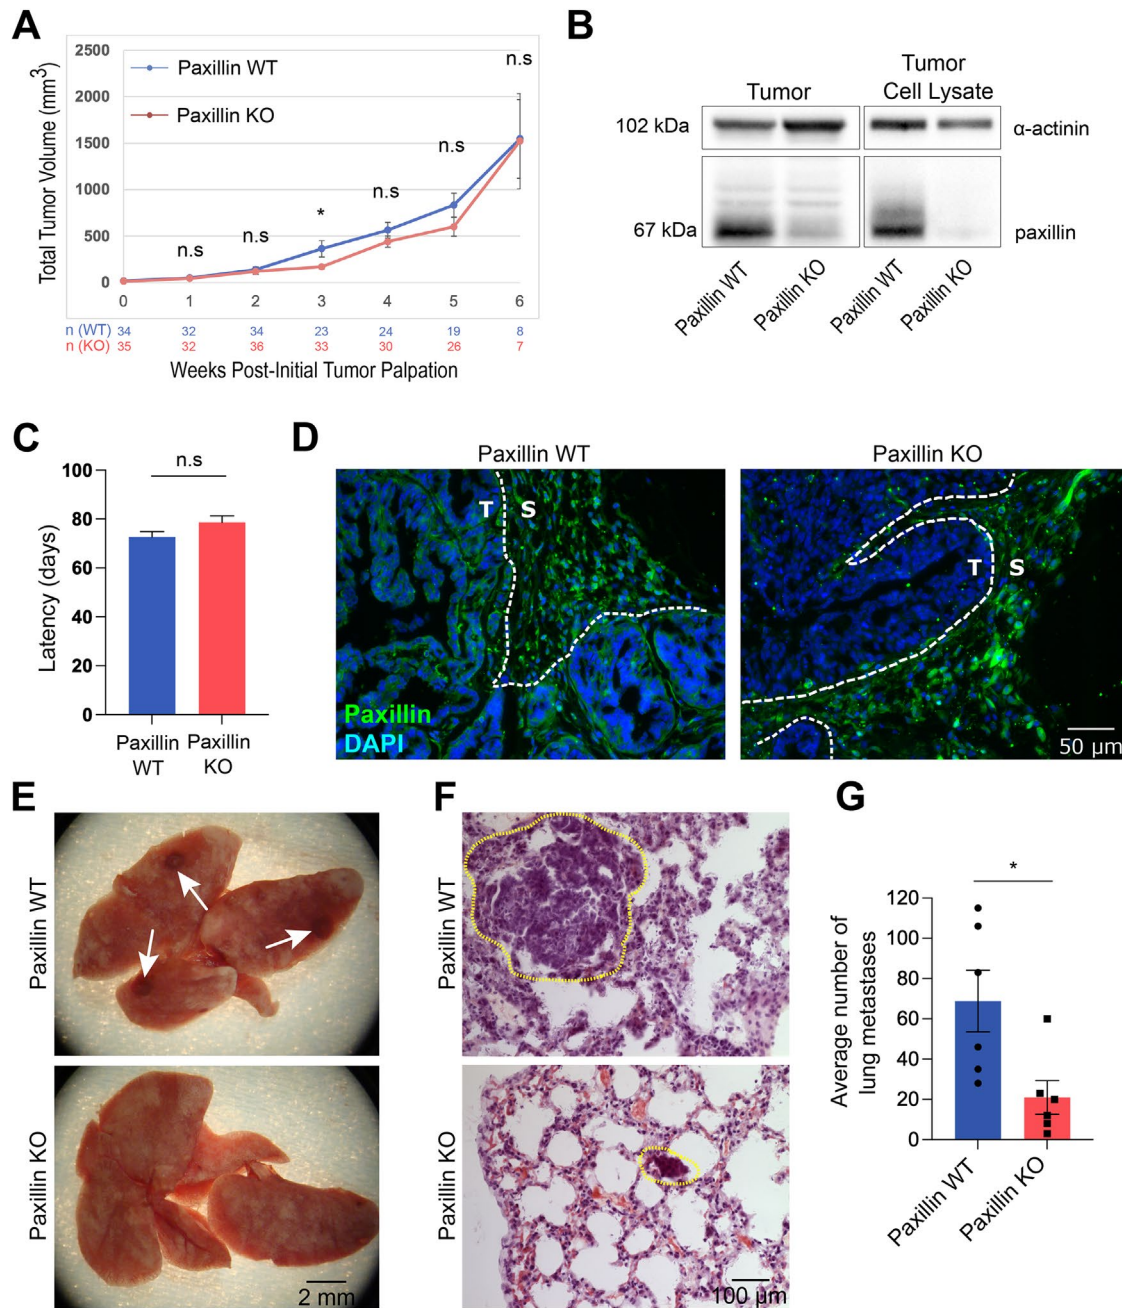 A
Total Tumor Volume (mm3)
2500
2000
1500
1000
500
0
Paxillin WT
Paxillin KO
n.s
n.s
*
n.s
n.s
n.s
0 1 2 3 4 5 6
n (WT) 34 32 34 23 24 19 8
n (KO) 35 32 36 33 30 26 7
Weeks Post-Initial Tumor Palpation
B
Tumor
Tumor
Cell Lysate
102 kDa
α-actinin
67 kDa
paxillin
Paxillin WT
Paxillin KO
Paxillin WT
Paxillin KO
C
Latency (days)
100
80
60
40
20
0
n.s
Paxillin
WT
Paxillin
KO
D
Paxillin WT
Paxillin KO
T S
T S
Paxillin
DAPI
50 µm
E
Paxillin WT
Paxillin KO
2 mm
F
Paxillin WT
Paxillin KO
100 µm
G
Average number of
lung metastases
120
100
80
60
40
20
0
*
Paxillin WT
Paxillin KO